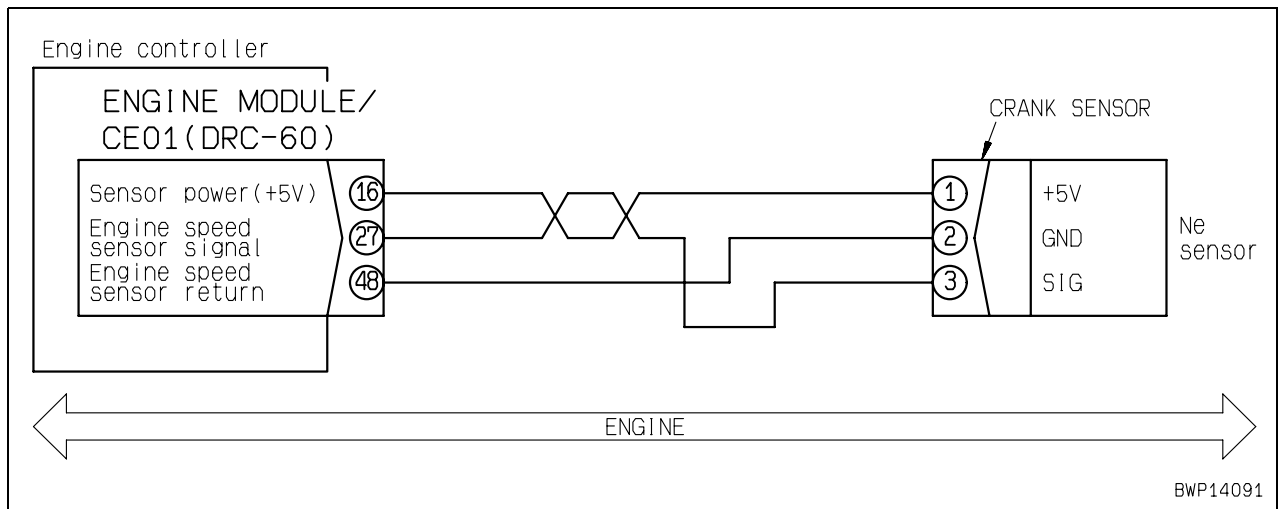 Engine controller
ENGINE MODULE/
CE01(DRC-60)
CRANK SENSOR
Sensor power(+5V)
16
1
+5V
Engine speed
sensor signal
27
2
GND
Ne
sensor
Engine speed
sensor return
48
3
SIG
ENGINE
BWP14091